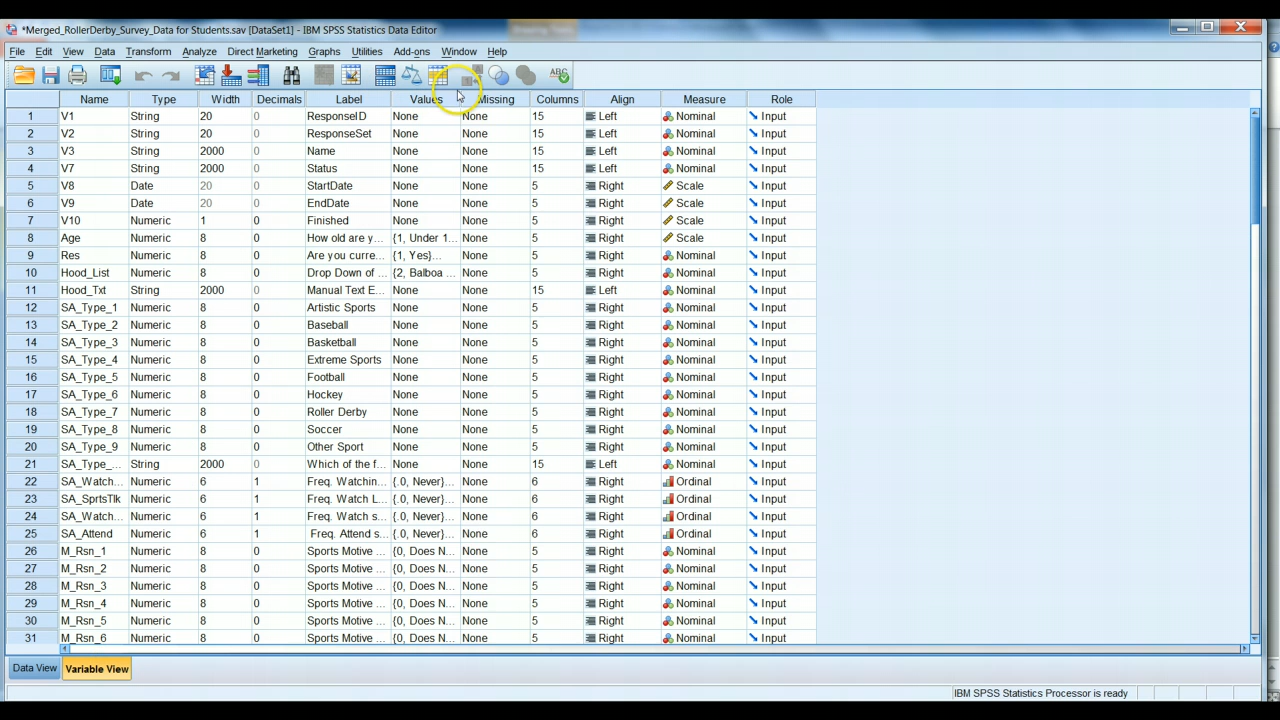 *Merged_RollerDerby_Survey_Data for Students.sav [DataSet1] - IBM SPSS Statistics Data Editor
File Edit View Data Transform Analyze Direct Marketing Graphs Utilities Add-ons Window Help
Name Type Width Decimals Label Values Missing Columns Align Measure Role
1 V1 String 20 0 ResponseID None None 15 Left Nominal Input
2 V2 String 20 0 ResponseSet None None 15 Left Nominal Input
3 V3 String 2000 0 Name None None 15 Left Nominal Input
4 V7 String 2000 0 Status None None 15 Left Nominal Input
5 V8 Date 20 0 StartDate None None 5 Right Scale Input
6 V9 Date 20 0 EndDate None None 5 Right Scale Input
7 V10 Numeric 1 0 Finished None None 5 Right Scale Input
8 Age Numeric 8 0 How old are y... {1, Under 1... None 5 Right Scale Input
9 Res Numeric 8 0 Are you curre... {1, Yes}... None 5 Right Nominal Input
10 Hood_List Numeric 8 0 Drop Down of ... {2, Balboa ... None 5 Right Nominal Input
11 Hood_Txt String 2000 0 Manual Text E... None None 15 Left Nominal Input
12 SA_Type_1 Numeric 8 0 Artistic Sports None None 5 Right Nominal Input
13 SA_Type_2 Numeric 8 0 Baseball None None 5 Right Nominal Input
14 SA_Type_3 Numeric 8 0 Basketball None None 5 Right Nominal Input
15 SA_Type_4 Numeric 8 0 Extreme Sports None None 5 Right Nominal Input
16 SA_Type_5 Numeric 8 0 Football None None 5 Right Nominal Input
17 SA_Type_6 Numeric 8 0 Hockey None None 5 Right Nominal Input
18 SA_Type_7 Numeric 8 0 Roller Derby None None 5 Right Nominal Input
19 SA_Type_8 Numeric 8 0 Soccer None None 5 Right Nominal Input
20 SA_Type_9 Numeric 8 0 Other Sport None None 5 Right Nominal Input
21 SA_Type_... String 2000 0 Which of the f... None None 15 Left Nominal Input
22 SA_Watch... Numeric 6 1 Freq. Watchin... {.0, Never}... None 6 Right Ordinal Input
23 SA_SprtsTlk Numeric 6 1 Freq. Watch L... {.0, Never}... None 6 Right Ordinal Input
24 SA_Watch... Numeric 6 1 Freq. Watch s... {.0, Never}... None 6 Right Ordinal Input
25 SA_Attend Numeric 6 1 Freq. Attend s... {.0, Never}... None 6 Right Ordinal Input
26 M_Rsn_1 Numeric 8 0 Sports Motive ... {0, Does N... None 5 Right Nominal Input
27 M_Rsn_2 Numeric 8 0 Sports Motive ... {0, Does N... None 5 Right Nominal Input
28 M_Rsn_3 Numeric 8 0 Sports Motive ... {0, Does N... None 5 Right Nominal Input
29 M_Rsn_4 Numeric 8 0 Sports Motive ... {0, Does N... None 5 Right Nominal Input
30 M_Rsn_5 Numeric 8 0 Sports Motive ... {0, Does N... None 5 Right Nominal Input
31 M_Rsn_6 Numeric 8 0 Sports Motive ... {0, Does N... None 5 Right Nominal Input
Data View Variable View
IBM SPSS Statistics Processor is ready